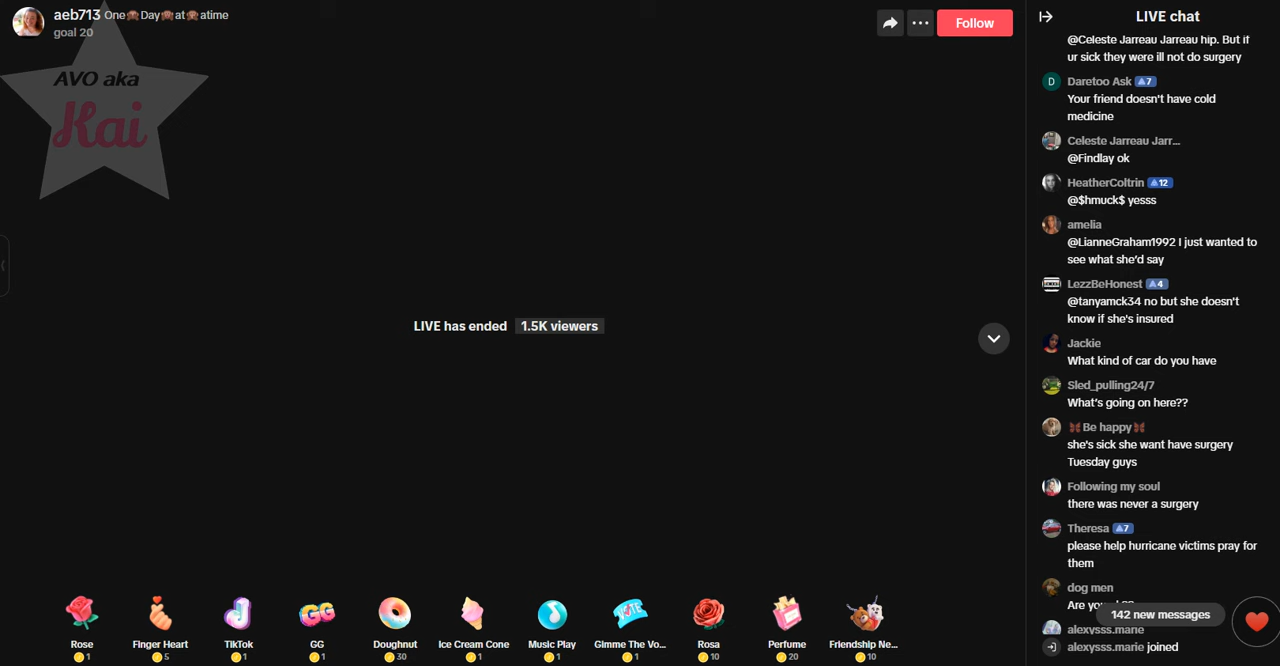 aeb713 One🙈Day🙈at🙈atime
goal 20
Follow
AVO aka
Kai
LIVE has ended 1.5K viewers
Rose
1
Finger Heart
5
TikTok
1
GG
1
Doughnut
30
Ice Cream Cone
1
Music Play
1
Gimme The Vo...
1
Rosa
10
Perfume
20
Friendship Ne...
10
LIVE chat
@Celeste Jarreau Jarreau hip. But if
ur sick they were ill not do surgery
D Daretoo Ask 7
Your friend doesn't have cold
medicine
Celeste Jarreau Jarr...
@Findlay ok
HeatherColtrin 12
@$hmuck$ yesss
amelia
@LianneGraham1992 I just wanted to
see what she'd say
LezzBeHonest 4
@tanyamck34 no but she doesn't
know if she's insured
Jackie
What kind of car do you have
Sled_pulling24/7
What's going on here??
Be happy
she's sick she want have surgery
Tuesday guys
Following my soul
there was never a surgery
Theresa 7
please help hurricane victims pray for
them
dog men
Are
142 new messages
alexysss.marie
alexysss.marie joined